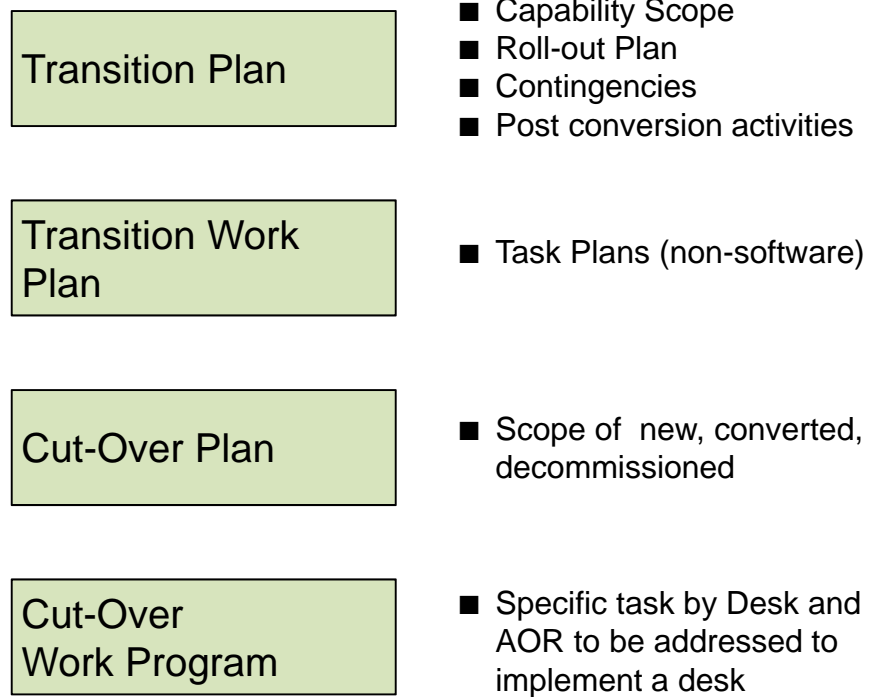 Transition Plan
■ Capability Scope
■ Roll-out Plan
■ Contingencies
■ Post conversion activities
Transition Work
Plan
■ Task Plans (non-software)
Cut-Over Plan
■ Scope of  new, converted,
decommissioned
Cut-Over
Work Program
■ Specific task by Desk and
AOR to be addressed to
implement a desk